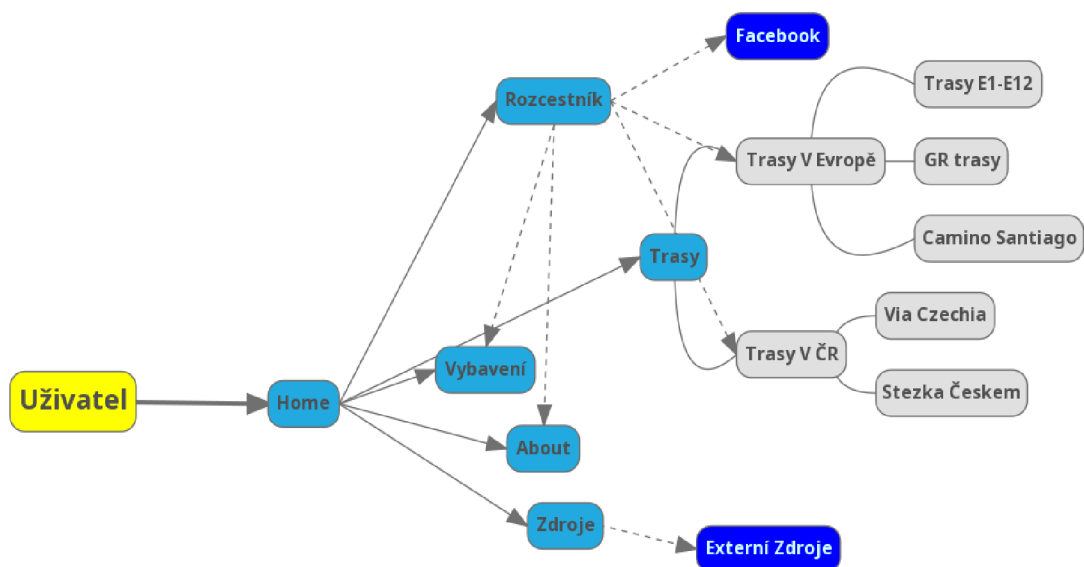 Facebook
Rozcestník
Trasy E1-E12
Trasy V Evropě
GR trasy
Camino Santiago
Trasy
Via Czechia
Trasy V ČR
Vybavení
Stezka Českem
Uživatel
Home
About
Zdroje
Externí Zdroje